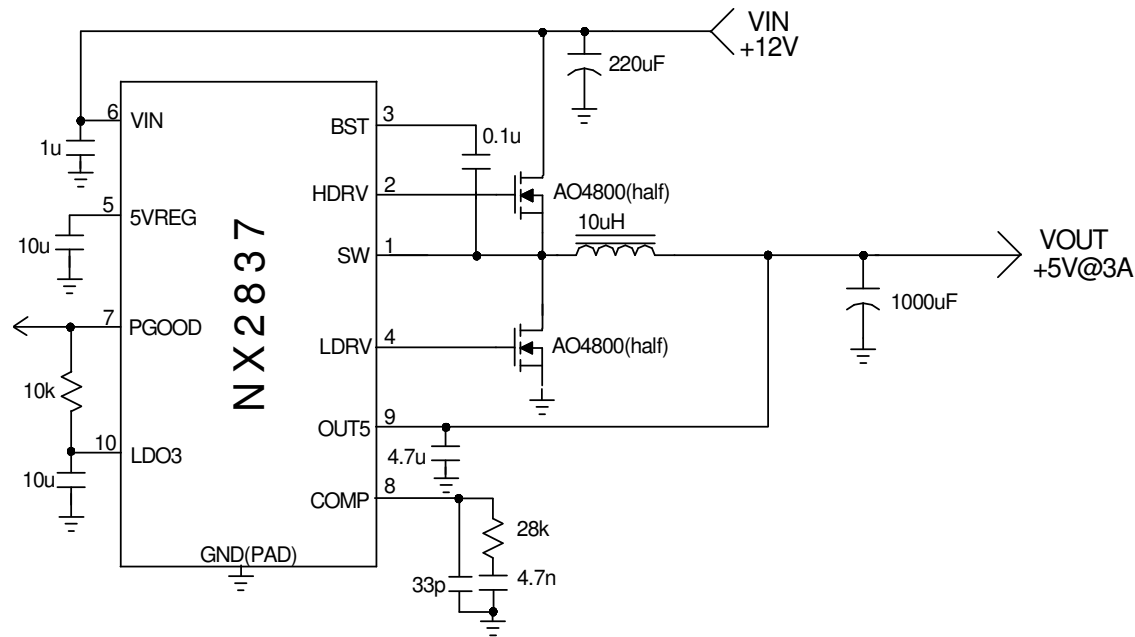 VIN
+12V
220uF
6
VIN
1u
BST
3
0.1u
HDRV
2
AO4800(half)
5
5VREG
10u
10uH
SW
1
VOUT
+5V@3A
1000uF
NX2837
7
PGOOD
LDRV
4
AO4800(half)
10k
OUT5
9
4.7u
10
LDO3
10u
COMP
8
28k
GND(PAD)
33p
4.7n